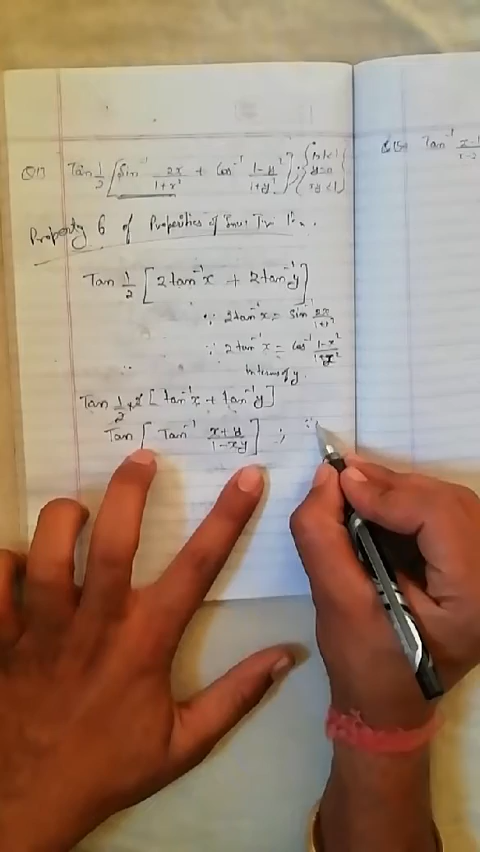 Q13 Tan 1/2 [Sin⁻¹ 2x/1+x² + Cos⁻¹ 1-y²/1+y²] ; { |x|<1 y>0 xy<1 }
Property 6 of Properties of Inv. Tri
Tan 1/2 [2tan⁻¹x + 2tan⁻¹y]
∵ 2tan⁻¹x = sin⁻¹ 2x/1+x²
∵ 2tan⁻¹x = cos⁻¹ 1-x²/1+x²
In terms of y.
Tan 1/2 × 2 [tan⁻¹x + tan⁻¹y]
Tan [Tan⁻¹ x+y/1-xy] ;
Tan⁻¹